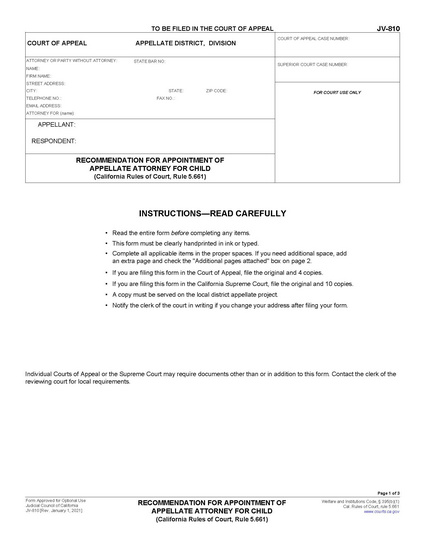 TO BE FILED IN THE COURT OF APPEAL
JV-810
COURT OF APPEAL APPELLATE DISTRICT, DIVISION
COURT OF APPEAL CASE NUMBER:
ATTORNEY OR PARTY WITHOUT ATTORNEY: STATE BAR NO:
SUPERIOR COURT CASE NUMBER:
NAME:
FIRM NAME:
STREET ADDRESS:
CITY: STATE: ZIP CODE:
TELEPHONE NO.: FAX NO.:
EMAIL ADDRESS:
ATTORNEY FOR (name)
FOR COURT USE ONLY
APPELLANT:
RESPONDENT:
RECOMMENDATION FOR APPOINTMENT OF
APPELLATE ATTORNEY FOR CHILD
(California Rules of Court, Rule 5.661)
INSTRUCTIONS—READ CAREFULLY
• Read the entire form before completing any items.
• This form must be clearly handprinted in ink or typed.
• Complete all applicable items in the proper spaces. If you need additional space, add
an extra page and check the "Additional pages attached" box on page 2.
• If you are filing this form in the Court of Appeal, file the original and 4 copies.
• If you are filing this form in the California Supreme Court, file the original and 10 copies.
• A copy must be served on the local district appellate project.
• Notify the clerk of the court in writing if you change your address after filing your form.
Individual Courts of Appeal or the Supreme Court may require documents other than or in addition to this form. Contact the clerk of the
reviewing court for local requirements.
Page 1 of 3
Form Approved for Optional Use
Judicial Council of California
JV-810 [Rev. January 1, 2021]
RECOMMENDATION FOR APPOINTMENT OF
APPELLATE ATTORNEY FOR CHILD
(California Rules of Court, Rule 5.661)
Welfare and Institutions Code, § 395(b)(1)
Cal. Rules of Court, rule 5.661
www.courts.ca.gov